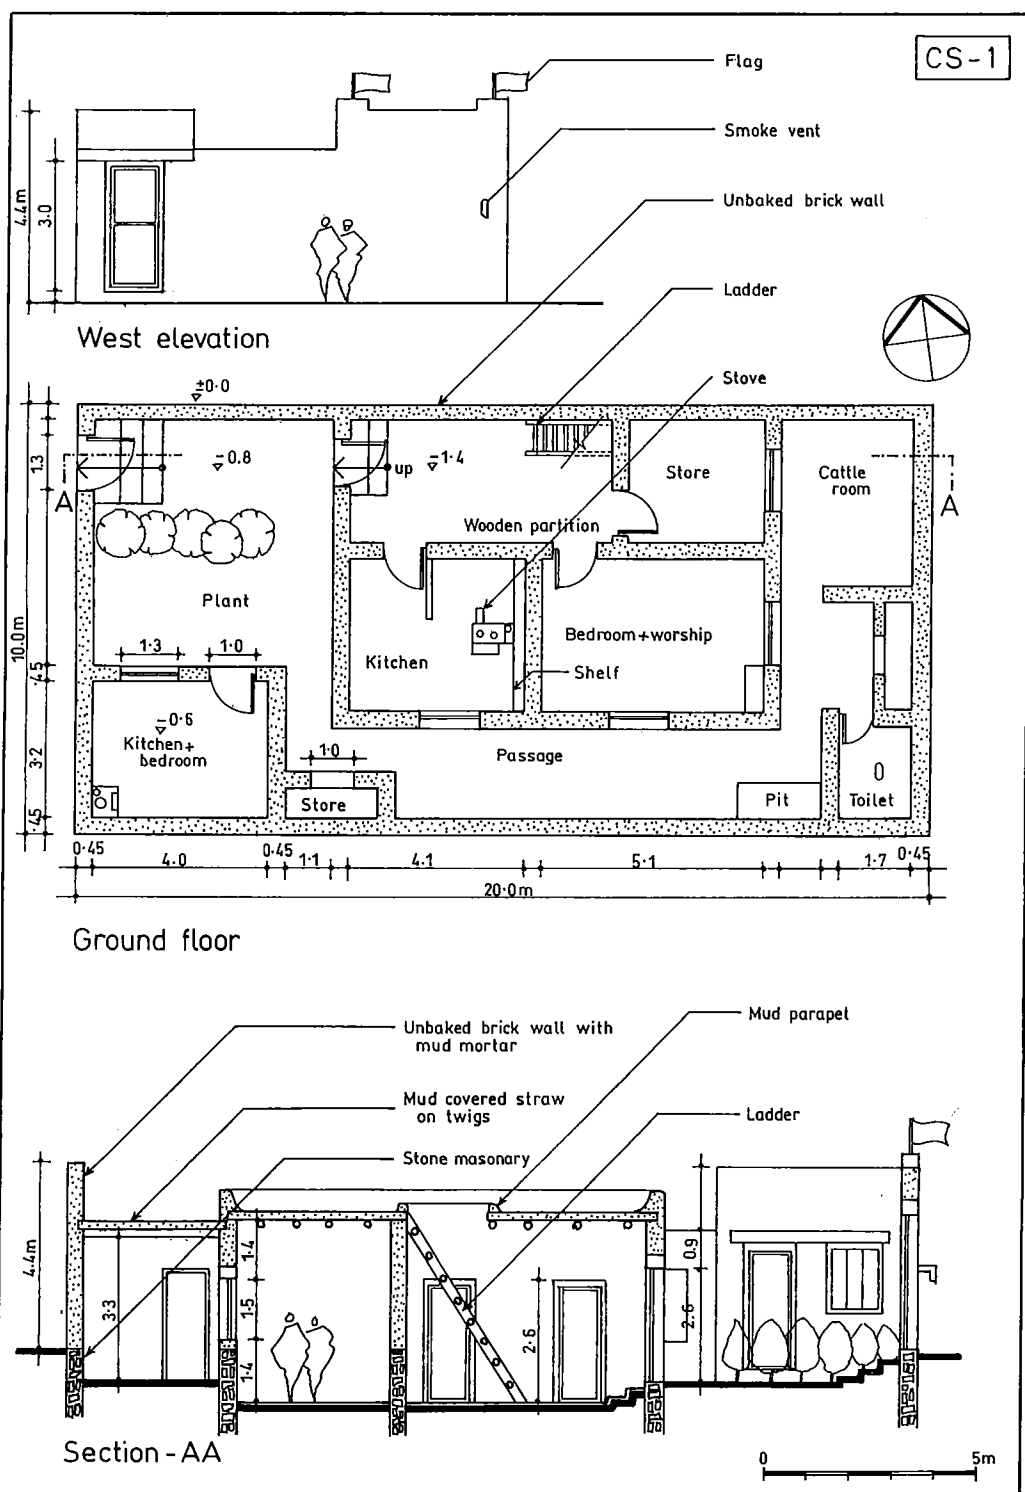 CS-1
Flag
Smoke vent
Unbaked brick wall
4.4m
3.0
Ladder
West elevation
Stove
±0·0
10.0m
1.3
·45
3·2
·45
-0.8
up
-1·4
Store
Cattle
room
A
A
Wooden partition
Plant
1·3
1·0
Kitchen
Bedroom+worship
Shelf
-0·6
Kitchen+
bedroom
1·0
Passage
Store
Pit
Toilet
0·45
4.0
0·45
1·1
4.1
5·1
1·7
0·45
20·0m
Ground floor
Unbaked brick wall with
mud mortar
Mud parapet
Mud covered straw
on twigs
Ladder
Stone masonary
4.4m
3·3
1·4
1·5
1·4
2·6
0.9
2.6
Section-AA
0
5m